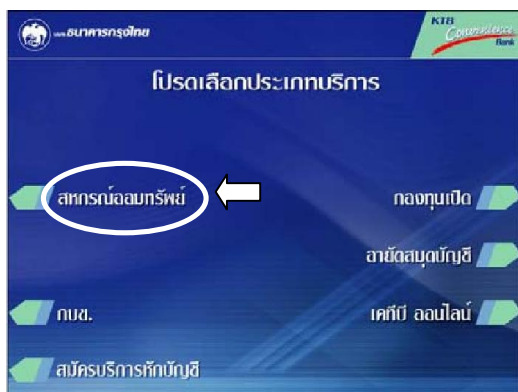 บมจ.ธนาคารกรุงไทย
KTB
Convenience
Bank
โปรดเลือกประเภทบริการ
สหกรณ์ออมทรัพย์
กองทุนเปิด
อายัดสมุดบัญชี
กบข.
เคทีบี ออนไลน์
สมัครบริการหักบัญชี